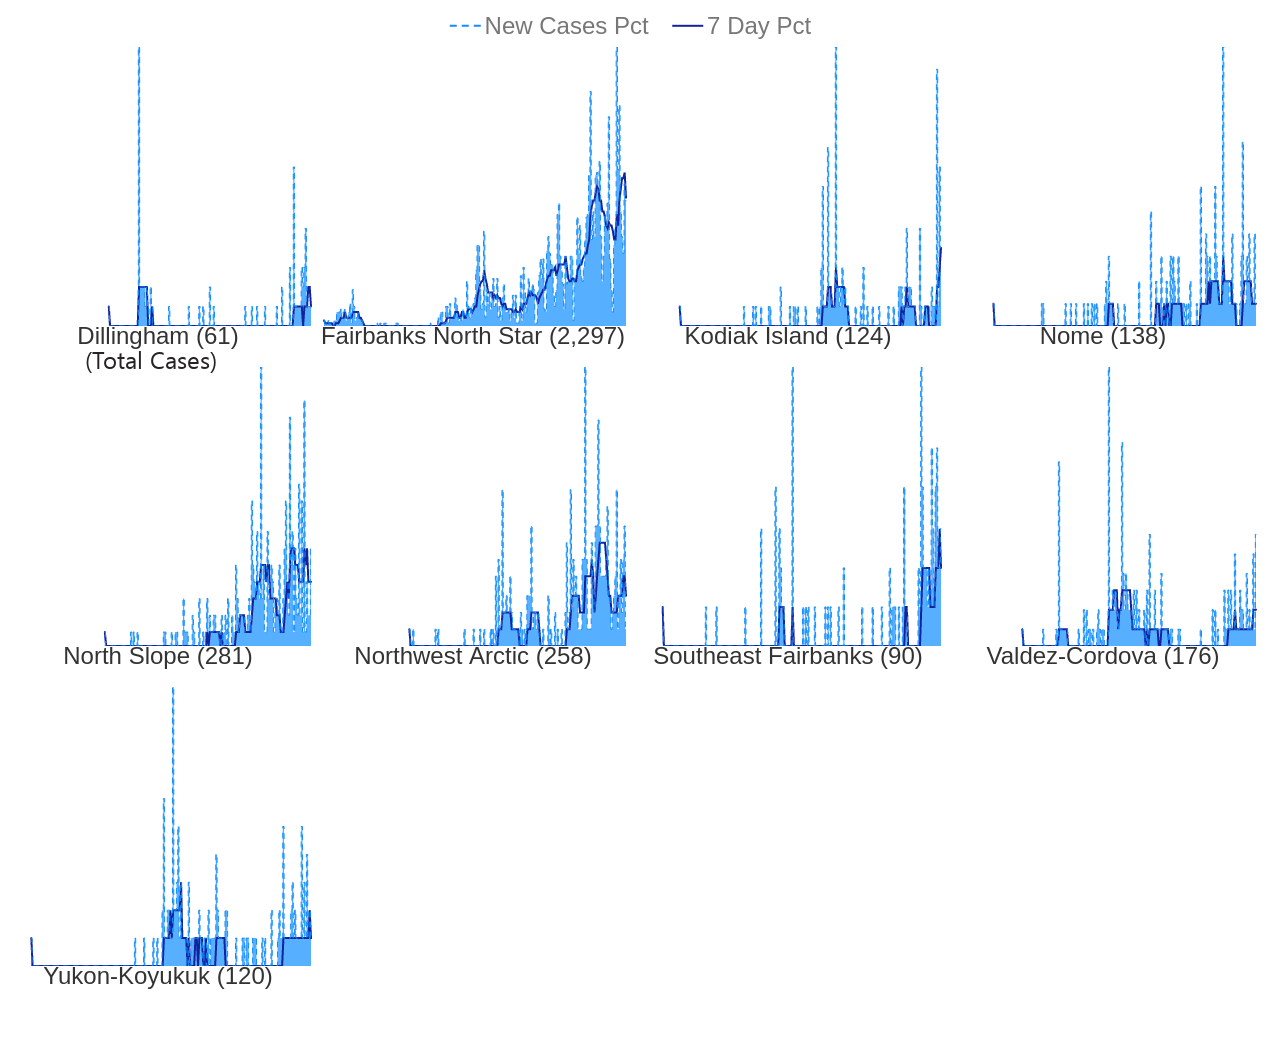 New Cases Pct 7 Day Pct
Dillingham (61) Fairbanks North Star (2,297) Kodiak Island (124) Nome (138)
(Total Cases)
North Slope (281) Northwest Arctic (258) Southeast Fairbanks (90) Valdez-Cordova (176)
Yukon-Koyukuk (120)